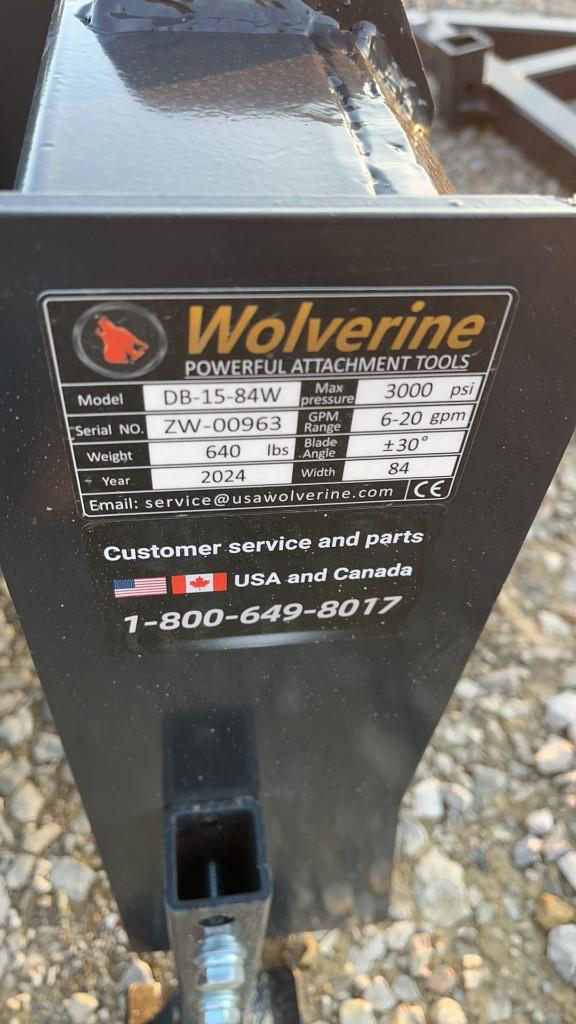 Wolverine
POWERFUL ATTACHMENT TOOLS
Model DB-15-84W Max pressure 3000 psi
Serial NO. ZW-00963 GPM Range 6-20 gpm
Weight 640 lbs Blade Angle ±30°
Year 2024 Width 84
Email: service@usawolverine.com CE
Customer service and parts
USA and Canada
1-800-649-8017